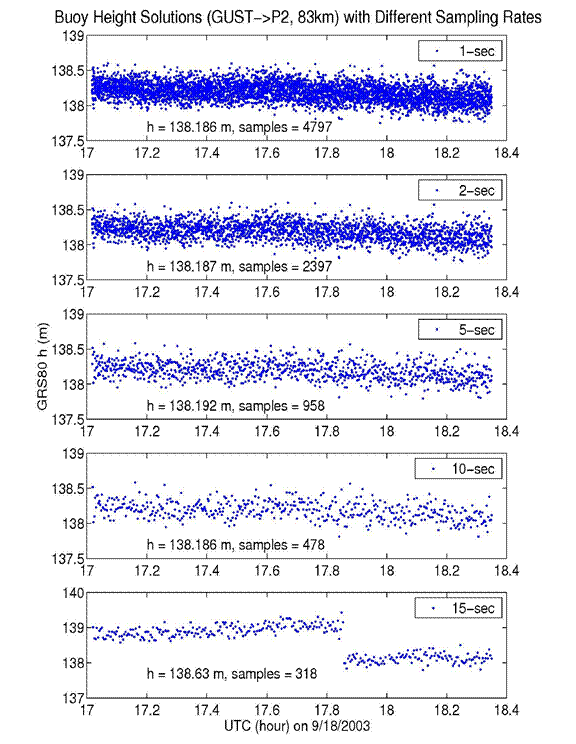 Buoy Height Solutions (GUST->P2, 83km) with Different Sampling Rates
139
138.5
138
137.5
1-sec
h = 138.186 m, samples = 4797
17 17.2 17.4 17.6 17.8 18 18.2 18.4
139
138.5
138
137.5
2-sec
h = 138.187 m, samples = 2397
17 17.2 17.4 17.6 17.8 18 18.2 18.4
GRS80 h (m)
139
138.5
138
137.5
5-sec
h = 138.192 m, samples = 958
17 17.2 17.4 17.6 17.8 18 18.2 18.4
139
138.5
138
137.5
10-sec
h = 138.186 m, samples = 478
17 17.2 17.4 17.6 17.8 18 18.2 18.4
140
139
138
137
15-sec
h = 138.63 m, samples = 318
17 17.2 17.4 17.6 17.8 18 18.2 18.4
UTC (hour) on 9/18/2003